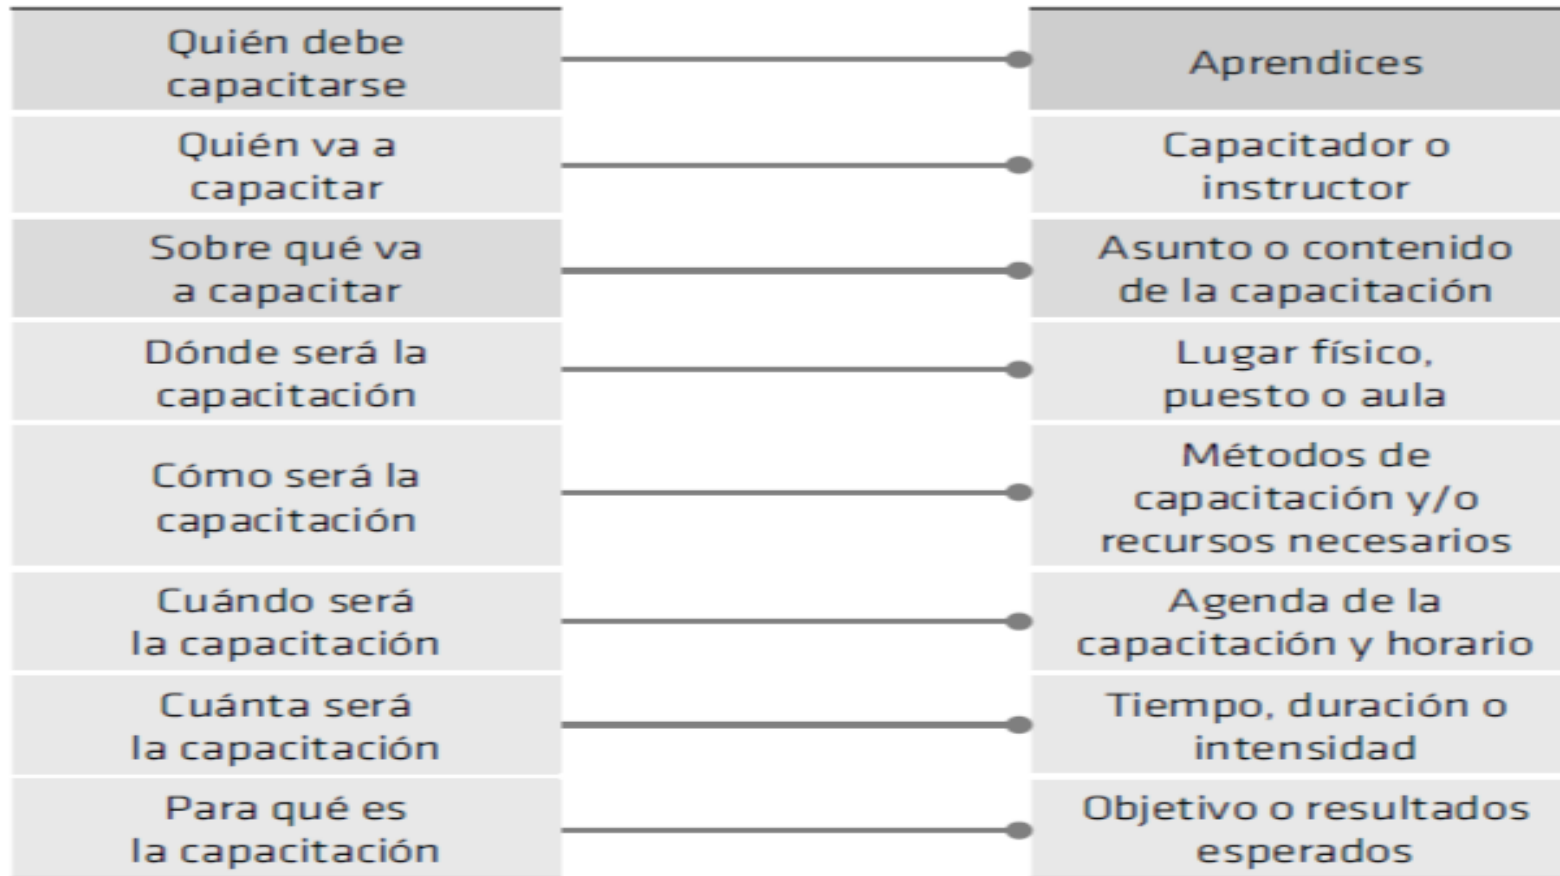 Quién debe
capacitarse
Aprendices
Quién va a
capacitar
Capacitador o
instructor
Sobre qué va
a capacitar
Asunto o contenido
de la capacitación
Dónde será la
capacitación
Lugar físico,
puesto o aula
Cómo será la
capacitación
Métodos de
capacitación y/o
recursos necesarios
Cuándo será
la capacitación
Agenda de la
capacitación y horario
Cuánta será
la capacitación
Tiempo, duración o
intensidad
Para qué es
la capacitación
Objetivo o resultados
esperados